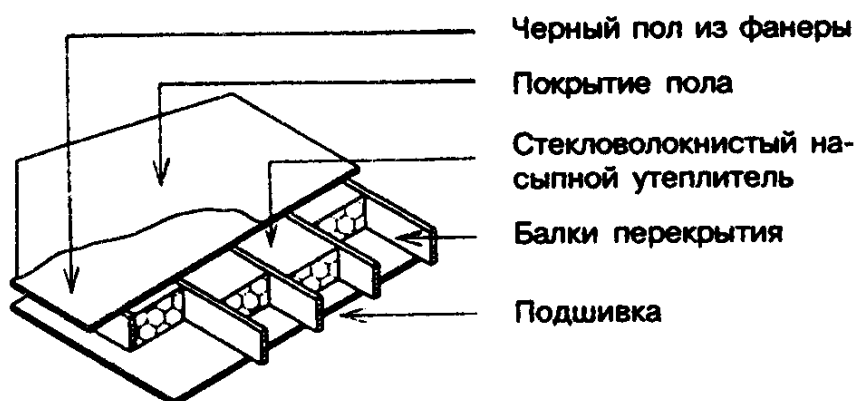 Черный пол из фанеры
Покрытие пола
Стекловолокнистый на-
сыпной утеплитель
Балки перекрытия
Подшивка